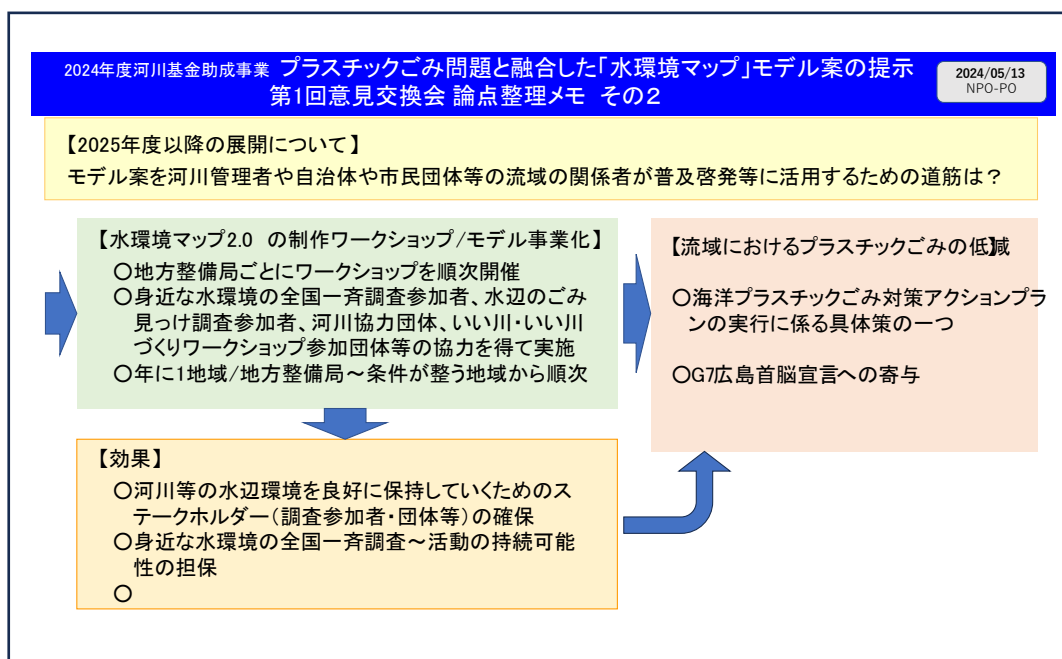 2024年度河川基金助成事業 プラスチックごみ問題と融合した「水環境マップ」モデル案の提示
第1回意見交換会 論点整理メモ その２
2024/05/13
NPO-PO
【2025年度以降の展開について】
モデル案を河川管理者や自治体や市民団体等の流域の関係者が普及啓発等に活用するための道筋は？
【水環境マップ2.0 の制作ワークショップ/モデル事業化】
〇地方整備局ごとにワークショップを順次開催
〇身近な水環境の全国一斉調査参加者、水辺のごみ
見っけ調査参加者、河川協力団体、いい川・いい川
づくりワークショップ参加団体等の協力を得て実施
〇年に1地域/地方整備局～条件が整う地域から順次
【流域におけるプラスチックごみの低】減
〇海洋プラスチックごみ対策アクションプラ
ンの実行に係る具体策の一つ
〇G7広島首脳宣言への寄与
【効果】
〇河川等の水辺環境を良好に保持していくためのス
テークホルダー（調査参加者・団体等）の確保
〇身近な水環境の全国一斉調査～活動の持続可能
性の担保
〇